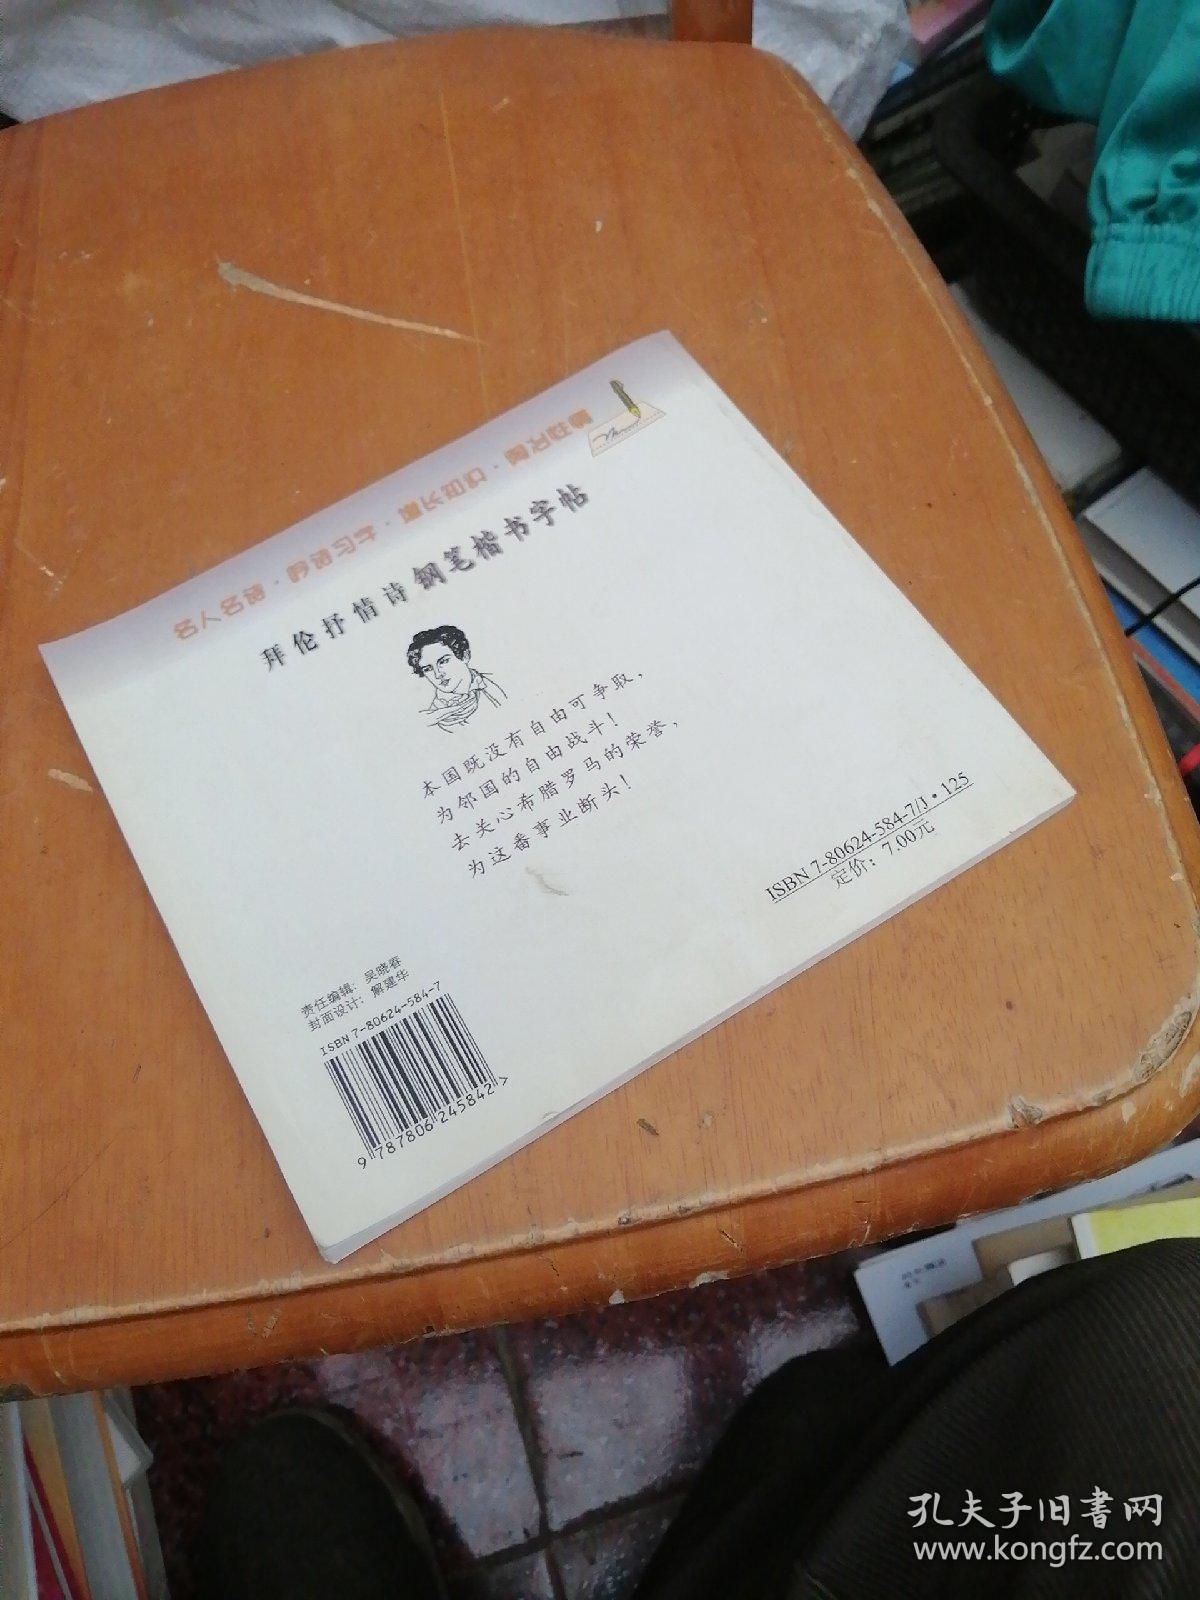 名人名诗·吟诗习字·增长知识·陶冶性情
拜伦抒情诗钢笔楷书字帖
本国既没有自由可争取，
为邻国的自由战斗！
去关心希腊罗马的荣誉，
为这番事业断头！
ISBN 7-80624-584-7/J·125
定价：7.00元
责任编辑：吴晓春
封面设计：解建华
ISBN 7-80624-584-7
9 787806 245842 >
孔夫子旧書网
www.kongfz.com